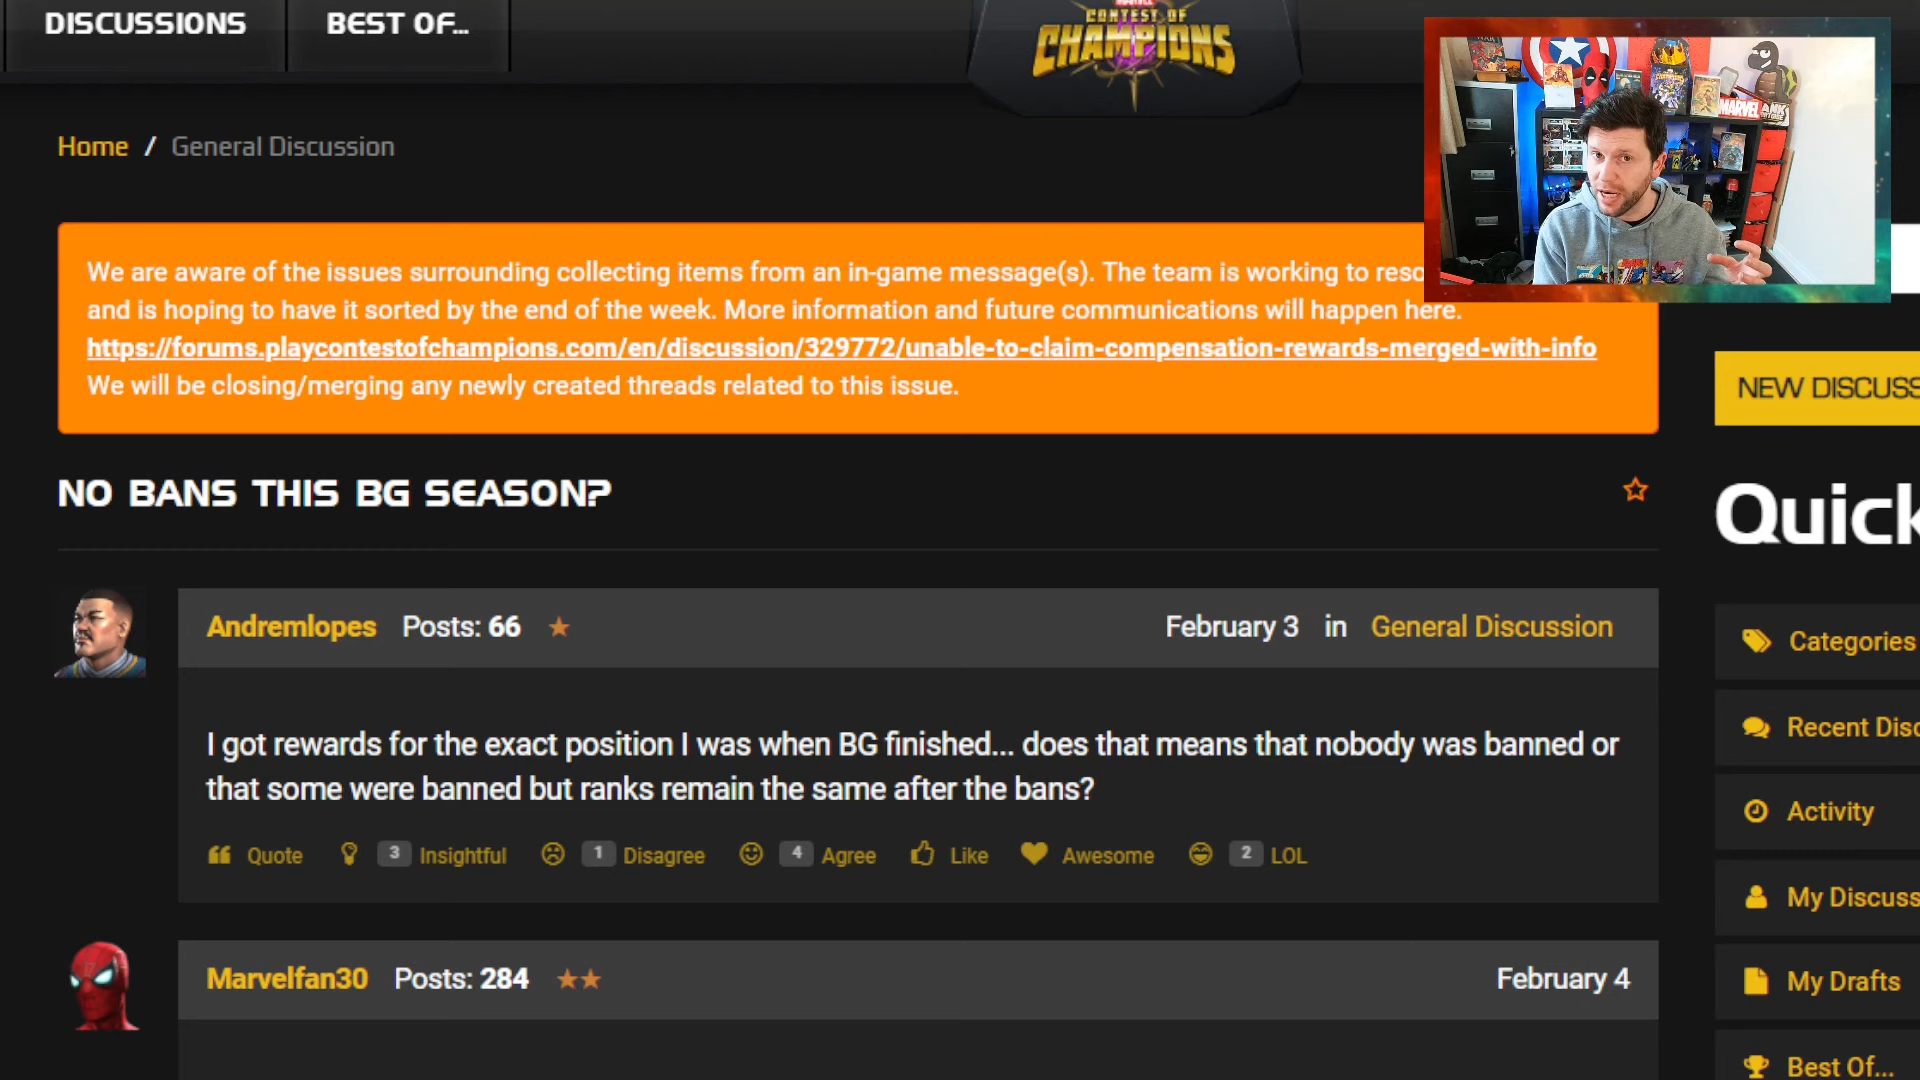 DISCUSSIONS
BEST OF...
CONTEST OF
CHAMPIONS
MARVEL
Home / General Discussion
We are aware of the issues surrounding collecting items from an in-game message(s). The team is working to
and is hoping to have it sorted by the end of the week. More information and future communications will happen here.
https://forums.playcontestofchampions.com/en/discussion/329772/unable-to-claim-compensation-rewards-merged-with-info
We will be closing/merging any newly created threads related to this issue.
NEW DISCUSS
NO BANS THIS BG SEASON?
Quick
Andremlopes Posts: 66 February 3 in General Discussion
I got rewards for the exact position I was when BG finished... does that means that nobody was banned or
that some were banned but ranks remain the same after the bans?
Quote 3 Insightful 1 Disagree 4 Agree Like Awesome 2 LOL
Marvelfan30 Posts: 284 February 4
Categories
Recent Disc
Activity
My Discuss
My Drafts
Best Of...